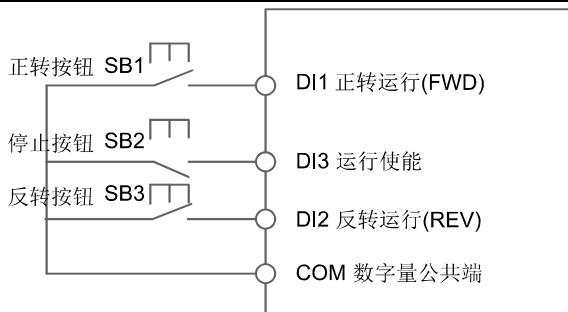 正转按钮 SB1
DI1 正转运行(FWD)
停止按钮 SB2
DI3 运行使能
反转按钮 SB3
DI2 反转运行(REV)
COM 数字量公共端